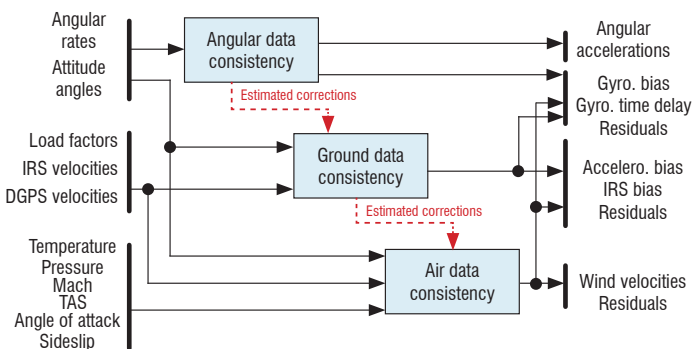 Angular
rates
Attitude
angles
Load factors
IRS velocities
DGPS velocities
Temperature
Pressure
Mach
TAS
Angle of attack
Sideslip
Angular data
consistency
Estimated corrections
Ground data
consistency
Estimated corrections
Air data
consistency
Angular
accelerations
Gyro. bias
Gyro. time delay
Residuals
Accelero. bias
IRS bias
Residuals
Wind velocities
Residuals